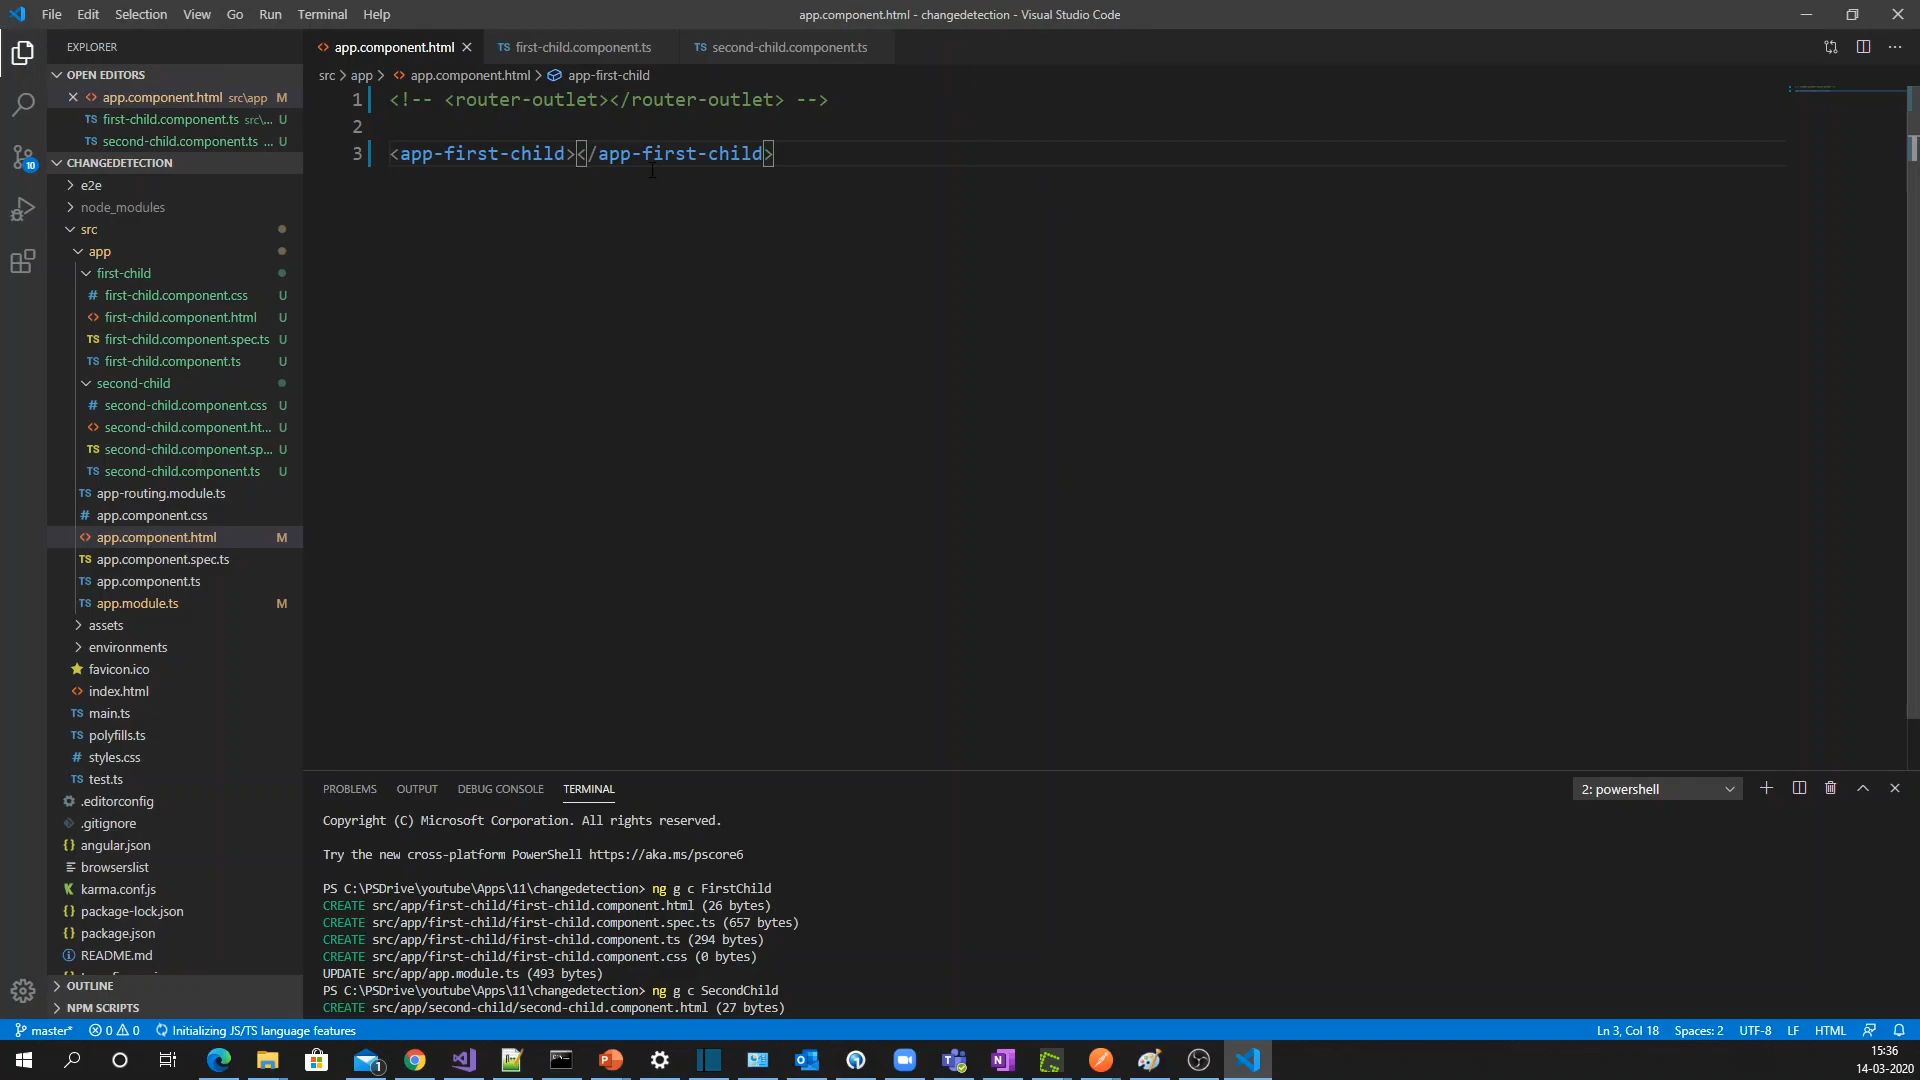 File Edit Selection View Go Run Terminal Help
app.component.html - changedetection - Visual Studio Code
EXPLORER
OPEN EDITORS
app.component.html src\app M
first-child.component.ts src\... U
second-child.component.ts ... U
CHANGEDETECTION
e2e
node_modules
src
app
first-child
first-child.component.css U
first-child.component.html U
first-child.component.spec.ts U
first-child.component.ts U
second-child
second-child.component.css U
second-child.component.ht... U
second-child.component.sp... U
second-child.component.ts U
app-routing.module.ts
app.component.css
app.component.html M
app.component.spec.ts
app.component.ts
app.module.ts M
assets
environments
favicon.ico
index.html
main.ts
polyfills.ts
styles.css
test.ts
.editorconfig
.gitignore
angular.json
browserslist
karma.conf.js
package-lock.json
package.json
README.md
OUTLINE
NPM SCRIPTS
app.component.html
TS first-child.component.ts
TS second-child.component.ts
src > app > app.component.html > app-first-child
1 <!-- <router-outlet></router-outlet> -->
2
3 <app-first-child></app-first-child>
PROBLEMS OUTPUT DEBUG CONSOLE TERMINAL
2: powershell
Copyright (C) Microsoft Corporation. All rights reserved.
Try the new cross-platform PowerShell https://aka.ms/pscore6
PS C:\PSDrive\youtube\Apps\11\changedetection> ng g c FirstChild
CREATE src/app/first-child/first-child.component.html (26 bytes)
CREATE src/app/first-child/first-child.component.spec.ts (657 bytes)
CREATE src/app/first-child/first-child.component.ts (294 bytes)
CREATE src/app/first-child/first-child.component.css (0 bytes)
UPDATE src/app/app.module.ts (493 bytes)
PS C:\PSDrive\youtube\Apps\11\changedetection> ng g c SecondChild
CREATE src/app/second-child/second-child.component.html (27 bytes)
master* 0 0 Initializing JS/TS language features
Ln 3, Col 18 Spaces: 2 UTF-8 LF HTML
15:36
14-03-2020